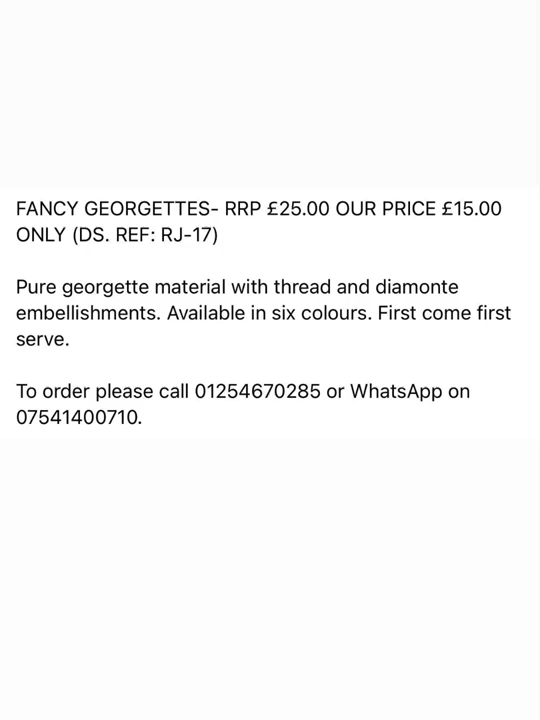 FANCY GEORGETTES- RRP £25.00 OUR PRICE £15.00
ONLY (DS. REF: RJ-17)
Pure georgette material with thread and diamonte
embellishments. Available in six colours. First come first
serve.
To order please call 01254670285 or WhatsApp on
07541400710.